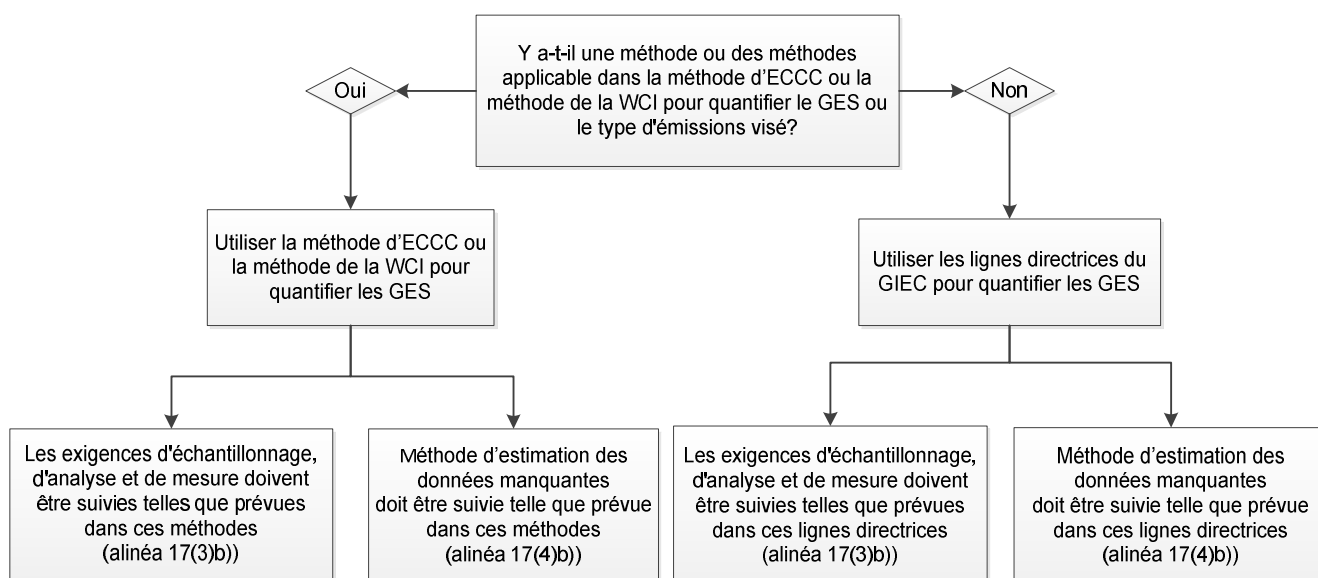 Y a-t-il une méthode ou des méthodes
applicable dans la méthode d'ECCC ou la
méthode de la WCI pour quantifier le GES ou
le type d'émissions visé?
Oui
Non
Utiliser la méthode d'ECCC ou
la méthode de la WCI pour
quantifier les GES
Utiliser les lignes directrices du
GIEC pour quantifier les GES
Les exigences d'échantillonnage,
d'analyse et de mesure doivent
être suivies telles que prévues
dans ces méthodes
(alinéa 17(3)b))
Méthode d'estimation des
données manquantes
doit être suivie telle que prévue
dans ces méthodes
(alinéa 17(4)b))
Les exigences d'échantillonnage,
d'analyse et de mesure doivent
être suivies telles que prévues
dans ces lignes directrices
(alinéa 17(3)b))
Méthode d'estimation des
données manquantes
doit être suivie telle que prévue
dans ces lignes directrices
(alinéa 17(4)b))